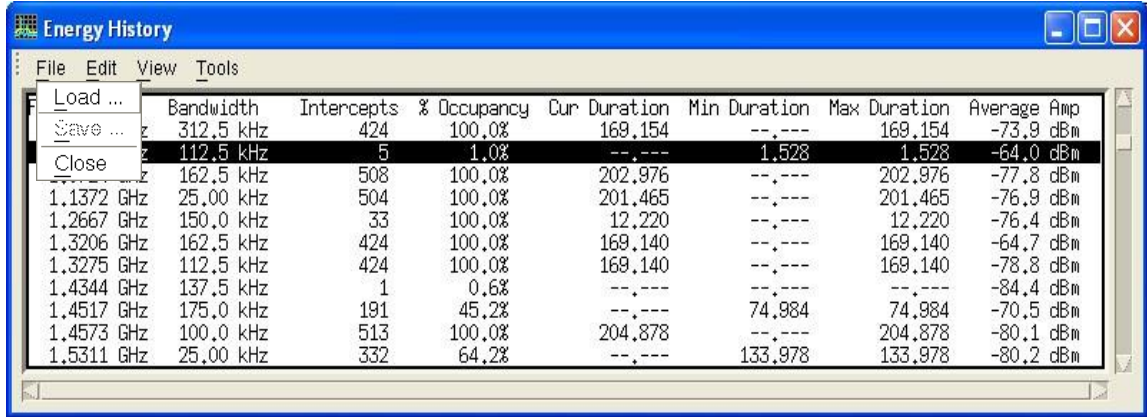 Energy History
File Edit View Tools
Load ...
Save ...
Close
Bandwidth Intercepts % Occupancy Cur Duration Min Duration Max Duration Average Amp
312.5 kHz 424 100.0% 169.154 --.--- 169.154 -73.9 dBm
112.5 kHz 5 1.0% --.--- 1.528 1.528 -64.0 dBm
162.5 kHz 508 100.0% 202.976 --.--- 202.976 -77.8 dBm
1.1372 GHz 25.00 kHz 504 100.0% 201.465 --.--- 201.465 -76.9 dBm
1.2667 GHz 150.0 kHz 33 100.0% 12.220 --.--- 12.220 -76.4 dBm
1.3206 GHz 162.5 kHz 424 100.0% 169.140 --.--- 169.140 -64.7 dBm
1.3275 GHz 112.5 kHz 424 100.0% 169.140 --.--- 169.140 -78.8 dBm
1.4344 GHz 137.5 kHz 1 0.6% --.--- --.--- --.--- -84.4 dBm
1.4517 GHz 175.0 kHz 191 45.2% --.--- 74.984 74.984 -70.5 dBm
1.4573 GHz 100.0 kHz 513 100.0% 204.878 --.--- 204.878 -80.1 dBm
1.5311 GHz 25.00 kHz 332 64.2% --.--- 133.978 133.978 -80.2 dBm